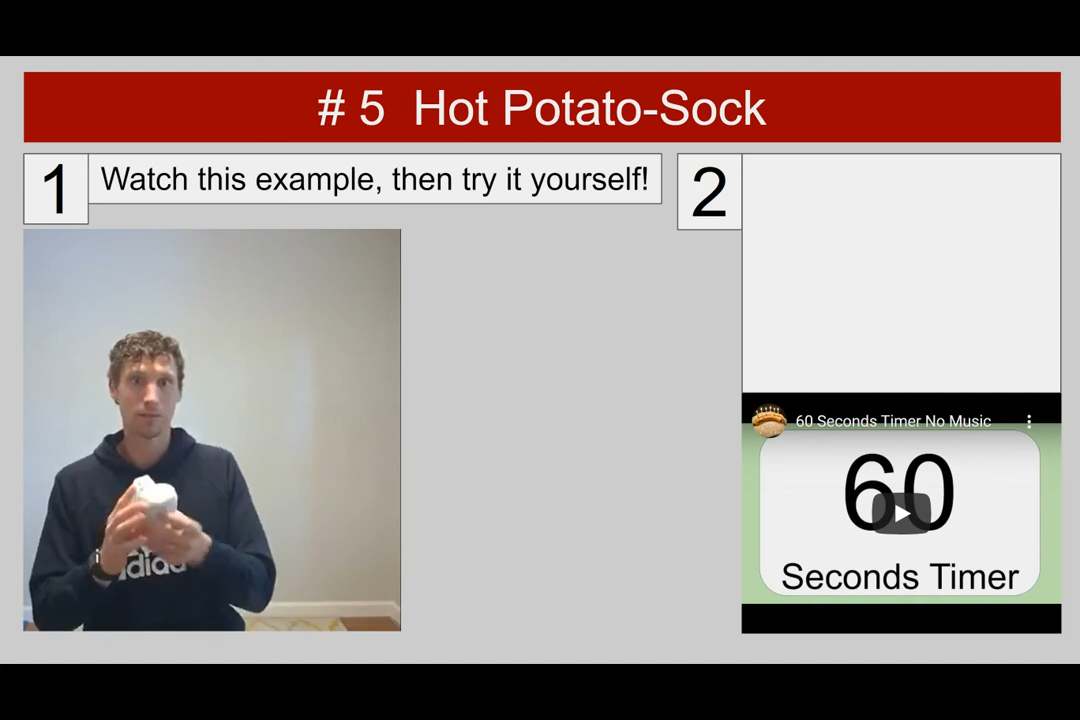 # 5 Hot Potato-Sock
1
Watch this example, then try it yourself!
2
adidas
60 Seconds Timer No Music
60
Seconds Timer